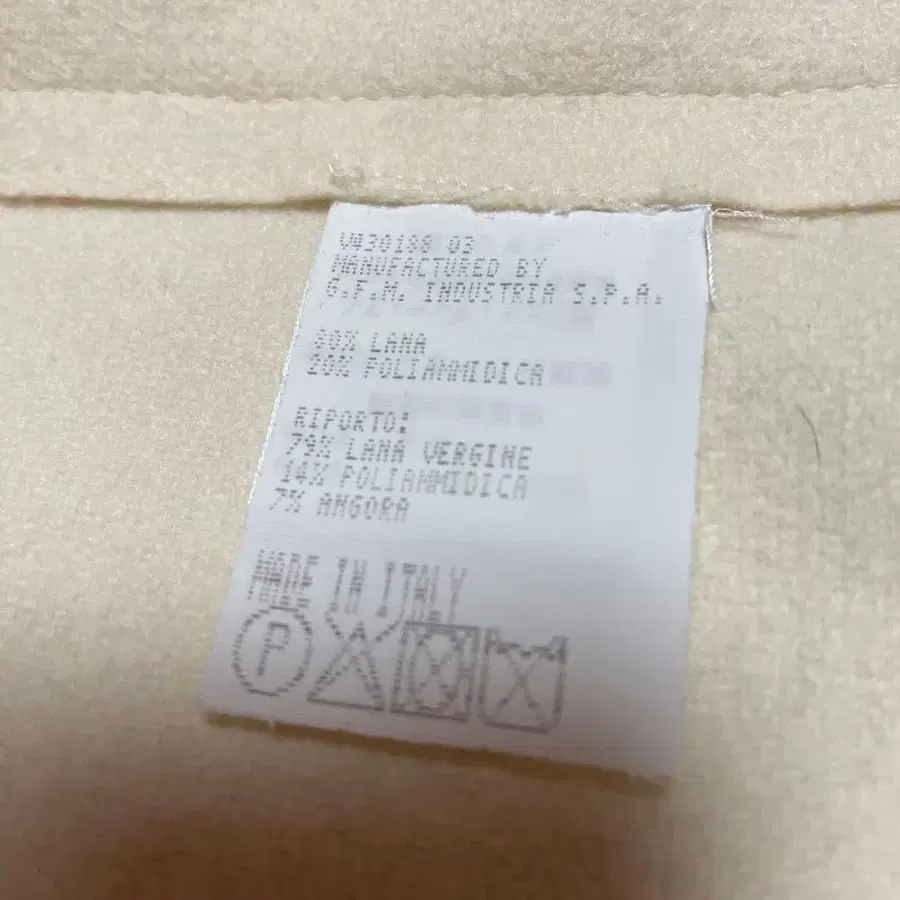 V430188 03
MANUFACTURED BY
G.F.M. INDUSTRIA S.P.A.
80% LANA
20% POLIAMMIDICA
RIPORTO:
79% LANA VERGINE
14% POLIAMMIDICA
7% ANGORA
MADE IN ITALY
P